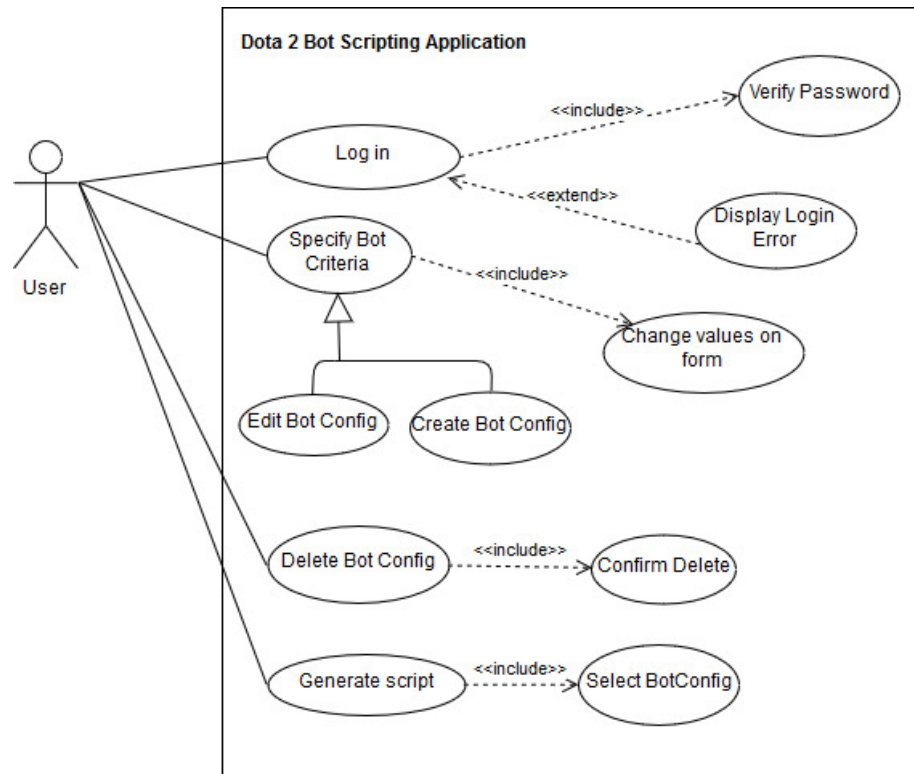 Dota 2 Bot Scripting Application
Verify Password
<<include>>
Log in
<<extend>>
Display Login
Error
Specify Bot
Criteria
<<include>>
User
Change values on
form
Edit Bot Config
Create Bot Config
<<include>>
Delete Bot Config
Confirm Delete
<<include>>
Generate script
Select BotConfig